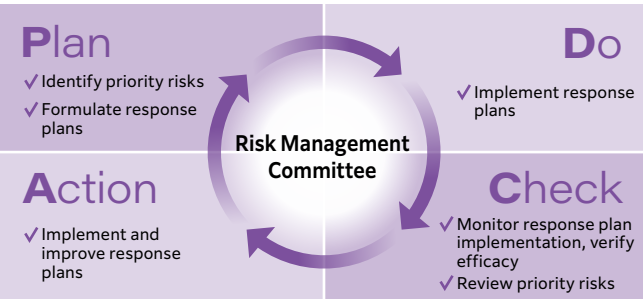 Plan
✓ Identify priority risks
✓ Formulate response
plans
Do
✓ Implement response
plans
Risk Management
Committee
Action
✓ Implement and
improve response
plans
Check
✓ Monitor response plan
implementation, verify
efficacy
✓ Review priority risks